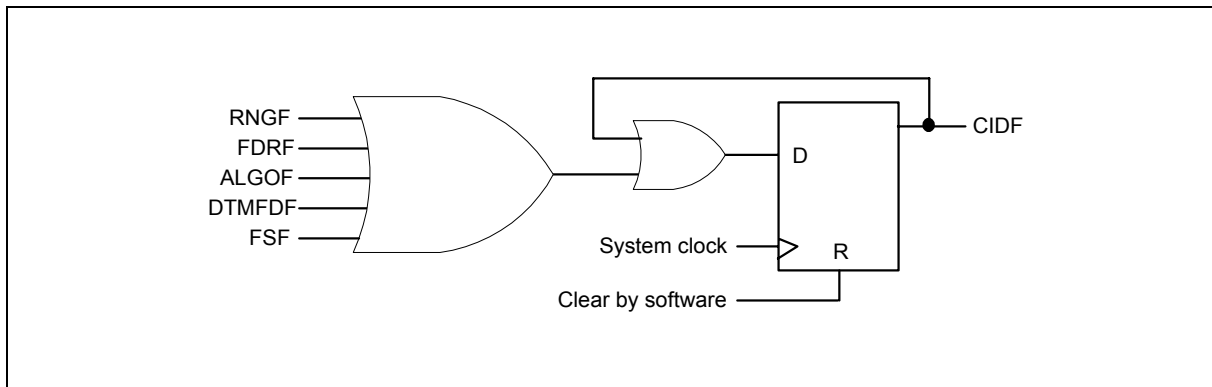 RNGF
FDRF
ALGOF
DTMFDF
FSF
D
CIDF
System clock
R
Clear by software